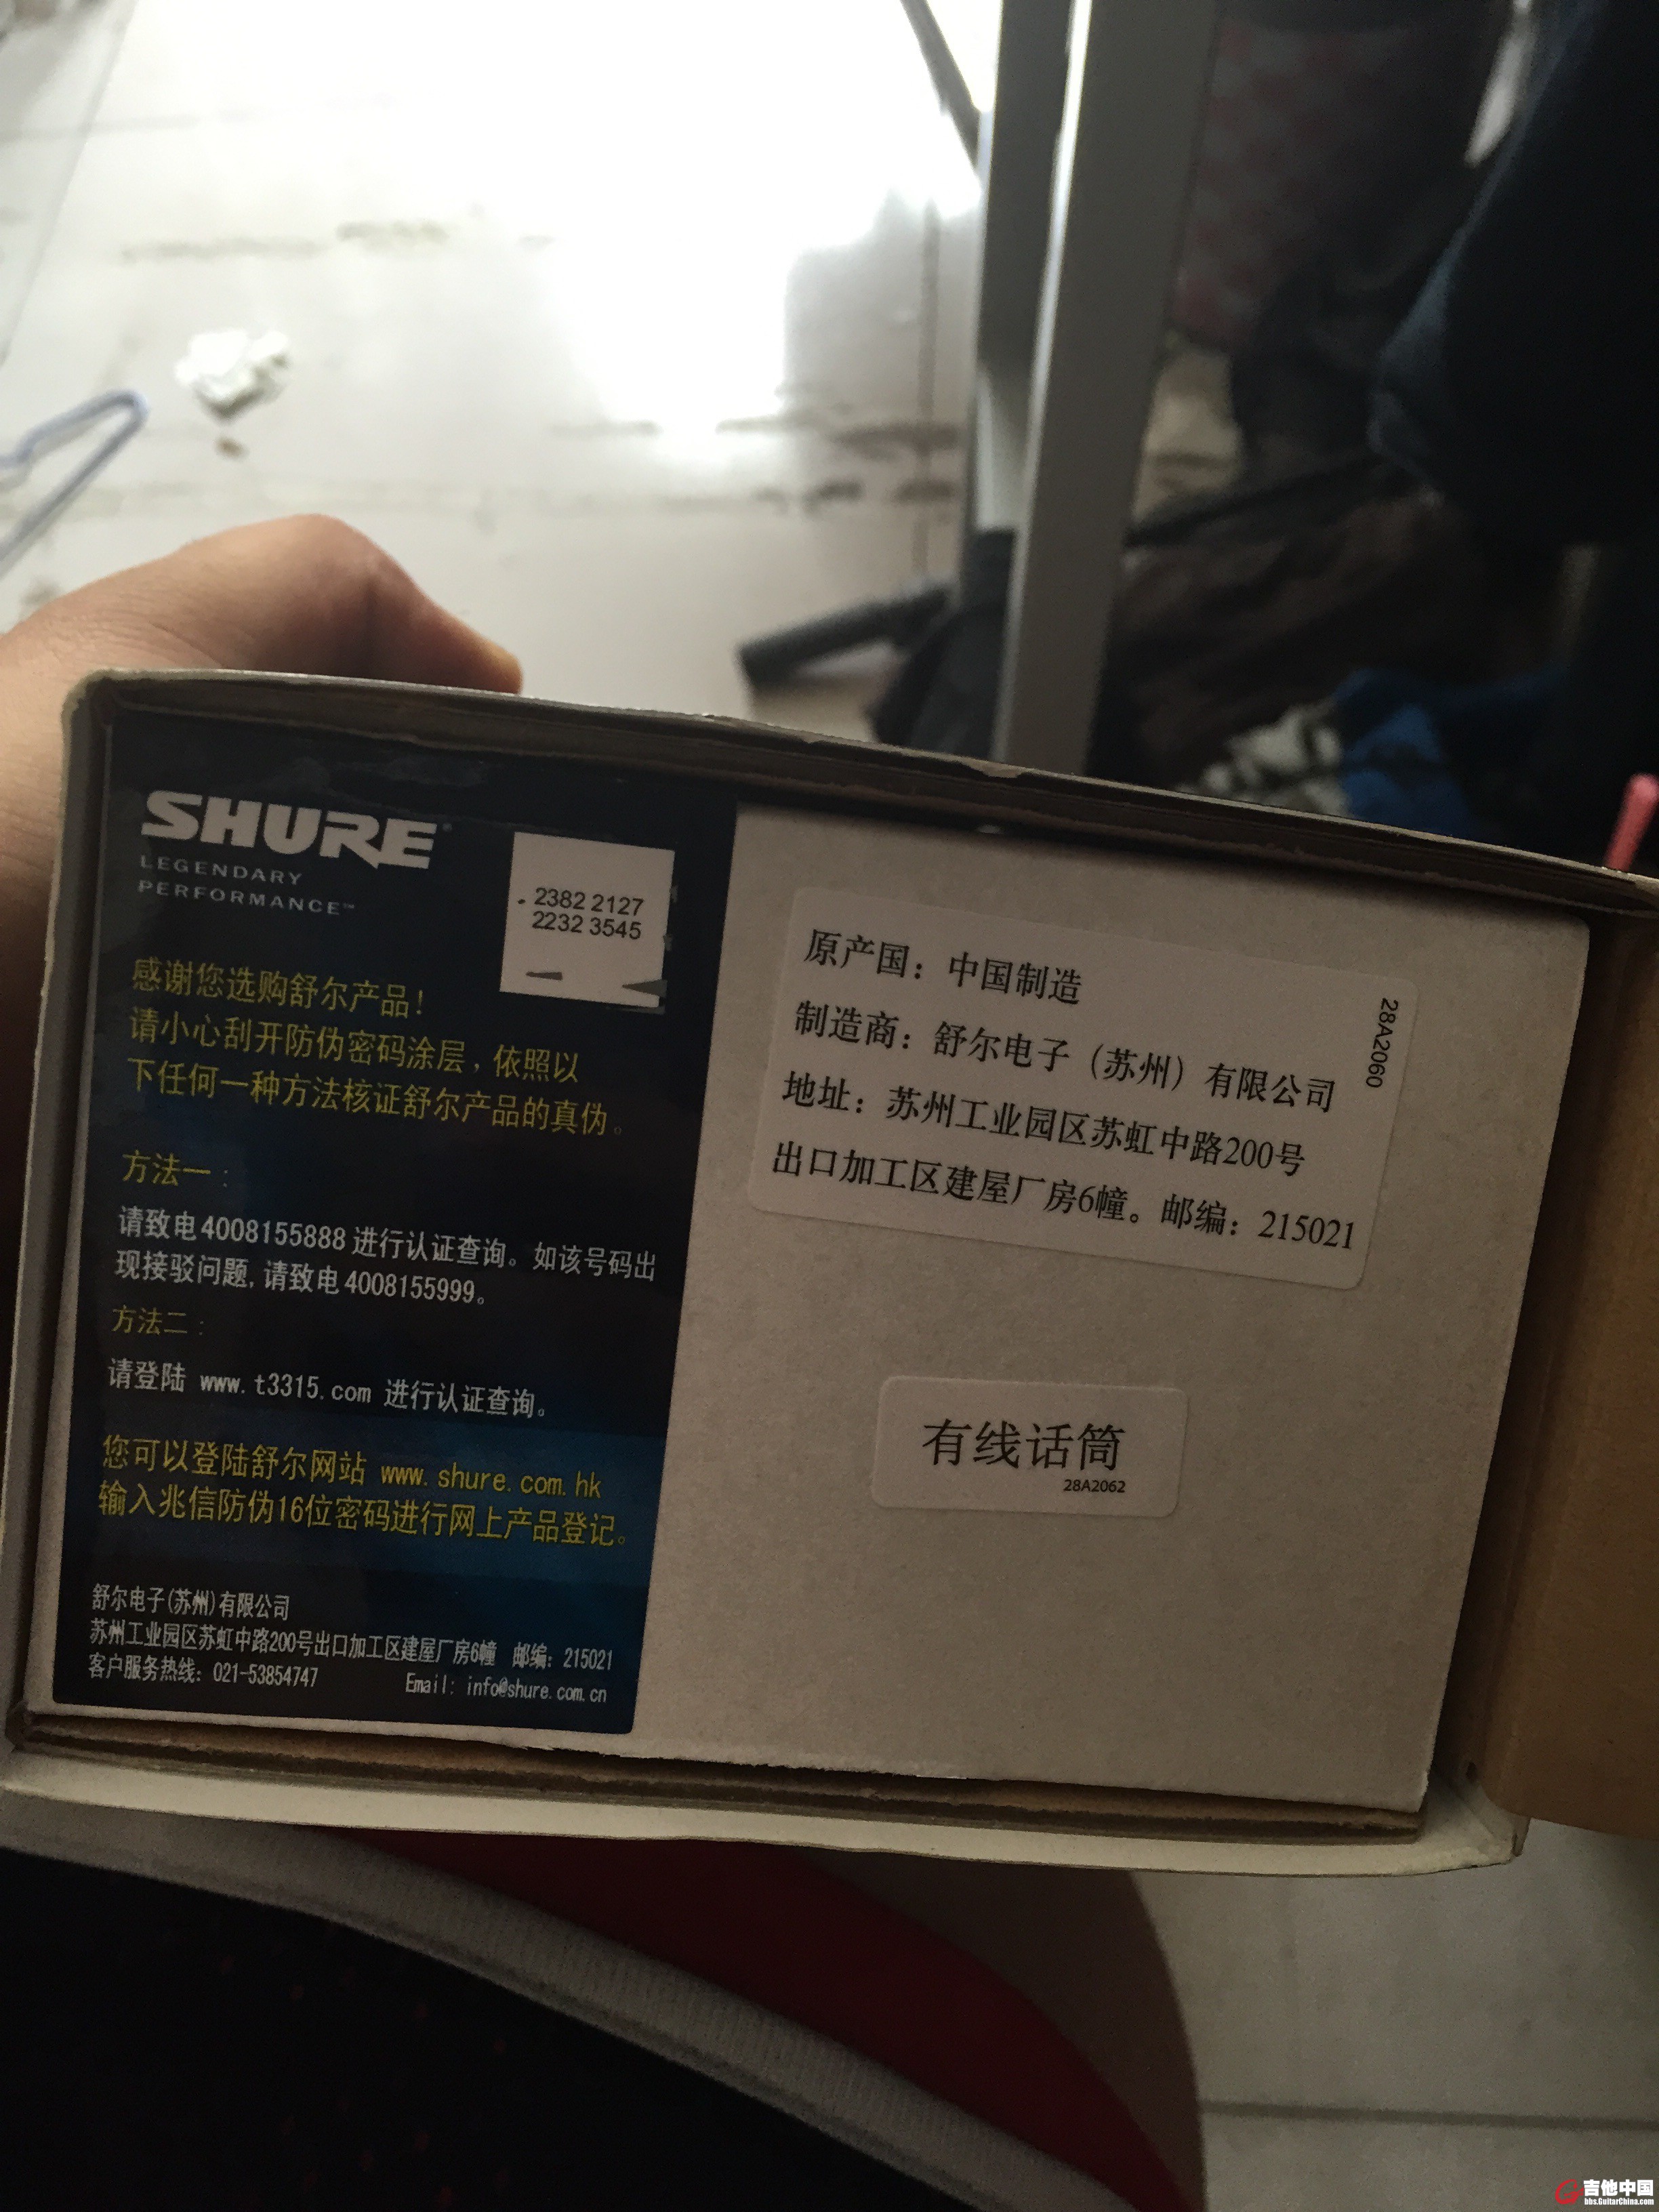 SHURE®
LEGENDARY
PERFORMANCE™
2382 2127
2232 3545
感谢您选购舒尔产品！
请小心刮开防伪密码涂层，依照以
下任何一种方法核证舒尔产品的真伪。
方法一：
请致电4008155888进行认证查询。如该号码出
现接驳问题,请致电4008155999。
方法二：
请登陆 www.t3315.com 进行认证查询。
您可以登陆舒尔网站 www.shure.com.hk
输入兆信防伪16位密码进行网上产品登记。
舒尔电子(苏州)有限公司
苏州工业园区苏虹中路200号出口加工区建屋厂房6幢 邮编：215021
客户服务热线：021-53854747 Email: info@shure.com.cn
原产国：中国制造
制造商：舒尔电子（苏州）有限公司
地址：苏州工业园区苏虹中路200号
出口加工区建屋厂房6幢。邮编：215021
28A2060
有线话筒
28A2062
吉他中国
bbs.GuitarChina.com